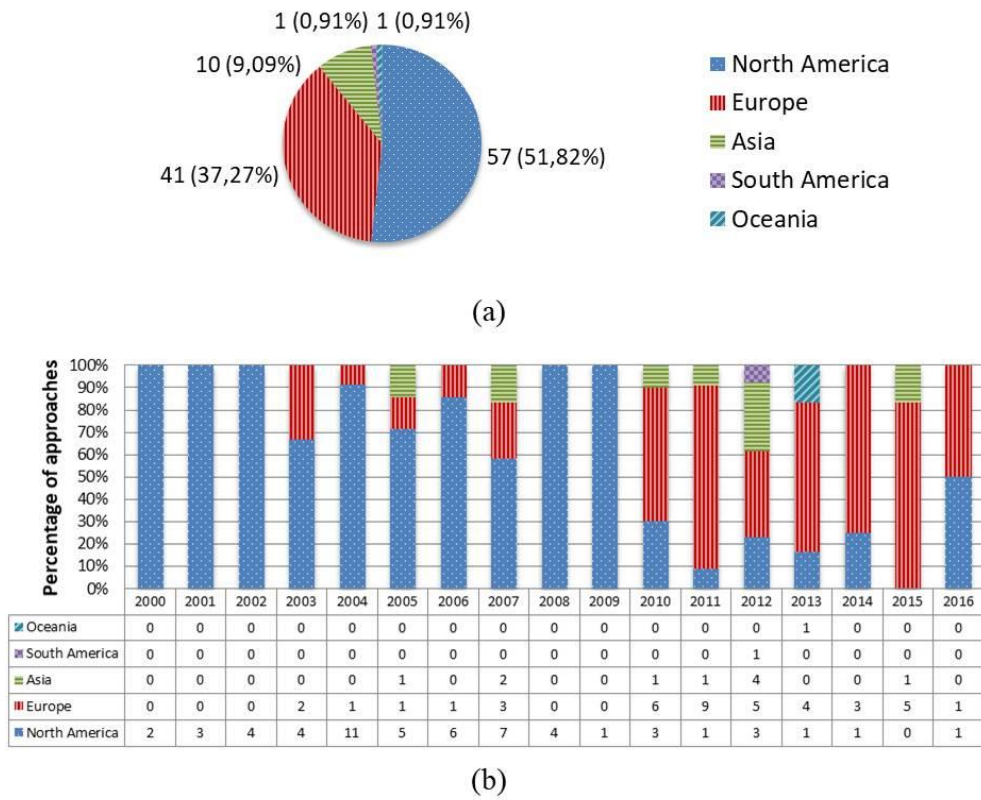 1 (0,91%) 1 (0,91%)
10 (9,09%)
41 (37,27%)
57 (51,82%)
North America
Europe
Asia
South America
Oceania
(a)
Percentage of approaches
100%
90%
80%
70%
60%
50%
40%
30%
20%
10%
0%
2000 2001 2002 2003 2004 2005 2006 2007 2008 2009 2010 2011 2012 2013 2014 2015 2016
Oceania 0 0 0 0 0 0 0 0 0 0 0 0 0 1 0 0 0
South America 0 0 0 0 0 0 0 0 0 0 0 0 1 0 0 0 0
Asia 0 0 0 0 0 1 0 2 0 0 1 1 4 0 0 1 0
Europe 0 0 0 2 1 1 1 3 0 0 6 9 5 4 3 5 1
North America 2 3 4 4 11 5 6 7 4 1 3 1 3 1 1 0 1
(b)